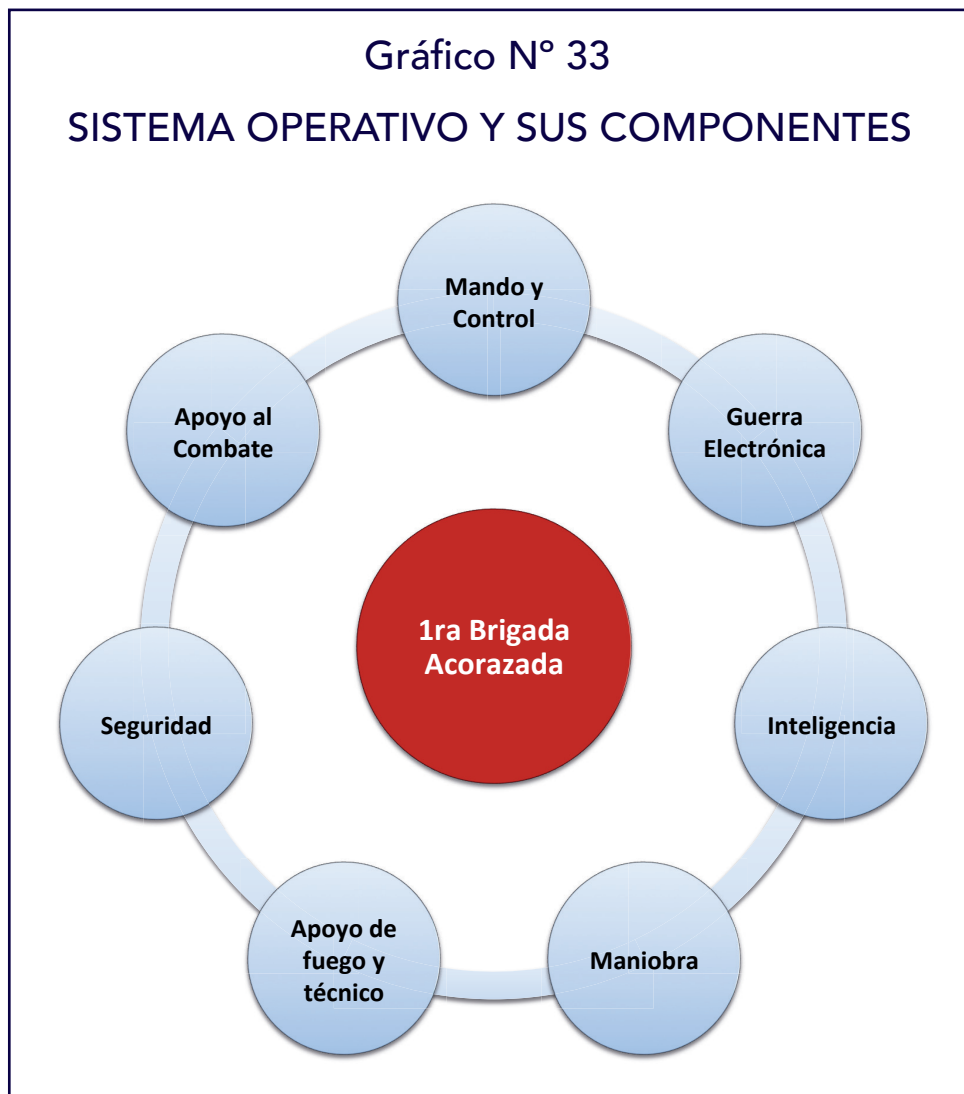 Gráfico Nº 33
SISTEMA OPERATIVO Y SUS COMPONENTES
Mando y
Control
Guerra
Electrónica
Inteligencia
Maniobra
Apoyo de
fuego y
técnico
Seguridad
Apoyo al
Combate
1ra Brigada
Acorazada